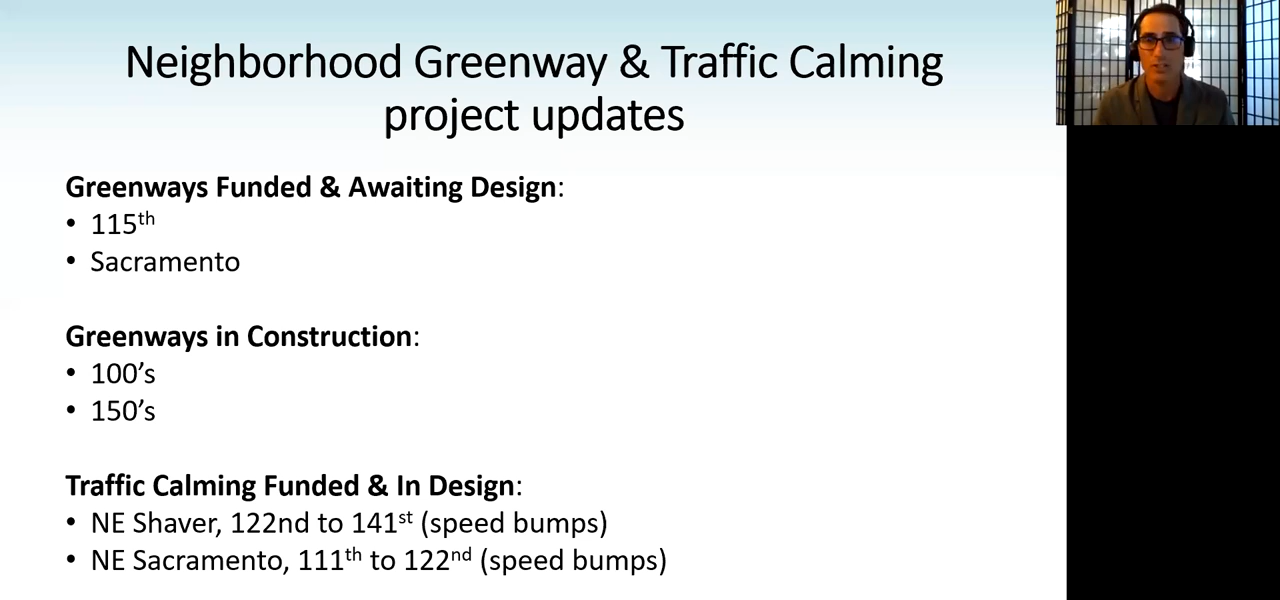 Neighborhood Greenway & Traffic Calming
project updates
Greenways Funded & Awaiting Design:
• 115th
• Sacramento
Greenways in Construction:
• 100’s
• 150’s
Traffic Calming Funded & In Design:
• NE Shaver, 122nd to 141st (speed bumps)
• NE Sacramento, 111th to 122nd (speed bumps)